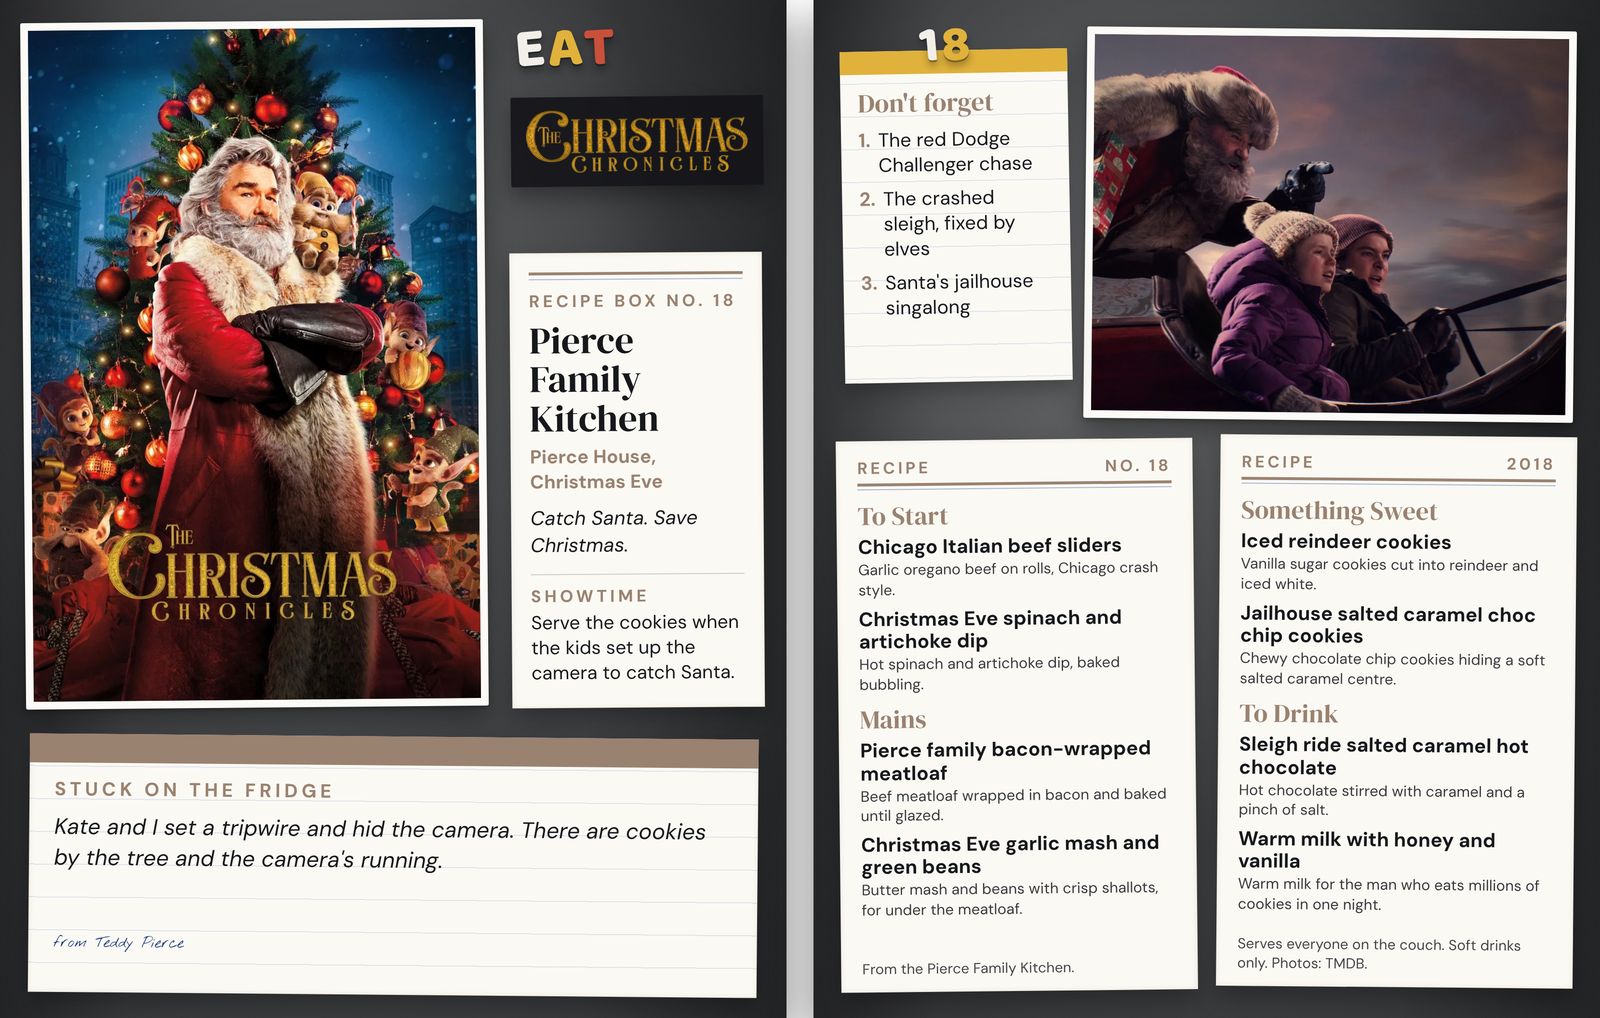 EAT
THE CHRISTMAS
CHRONICLES
THE
CHRISTMAS
CHRONICLES
RECIPE BOX NO. 18
Pierce
Family
Kitchen
Pierce House,
Christmas Eve
Catch Santa. Save
Christmas.
SHOWTIME
Serve the cookies when
the kids set up the
camera to catch Santa.
STUCK ON THE FRIDGE
Kate and I set a tripwire and hid the camera. There are cookies
by the tree and the camera's running.
from Teddy Pierce
18
Don't forget
1. The red Dodge
Challenger chase
2. The crashed
sleigh, fixed by
elves
3. Santa's jailhouse
singalong
RECIPE NO. 18
To Start
Chicago Italian beef sliders
Garlic oregano beef on rolls, Chicago crash
style.
Christmas Eve spinach and
artichoke dip
Hot spinach and artichoke dip, baked
bubbling.
Mains
Pierce family bacon-wrapped
meatloaf
Beef meatloaf wrapped in bacon and baked
until glazed.
Christmas Eve garlic mash and
green beans
Butter mash and beans with crisp shallots,
for under the meatloaf.
From the Pierce Family Kitchen.
RECIPE 2018
Something Sweet
Iced reindeer cookies
Vanilla sugar cookies cut into reindeer and
iced white.
Jailhouse salted caramel choc
chip cookies
Chewy chocolate chip cookies hiding a soft
salted caramel centre.
To Drink
Sleigh ride salted caramel hot
chocolate
Hot chocolate stirred with caramel and a
pinch of salt.
Warm milk with honey and
vanilla
Warm milk for the man who eats millions of
cookies in one night.
Serves everyone on the couch. Soft drinks
only. Photos: TMDB.